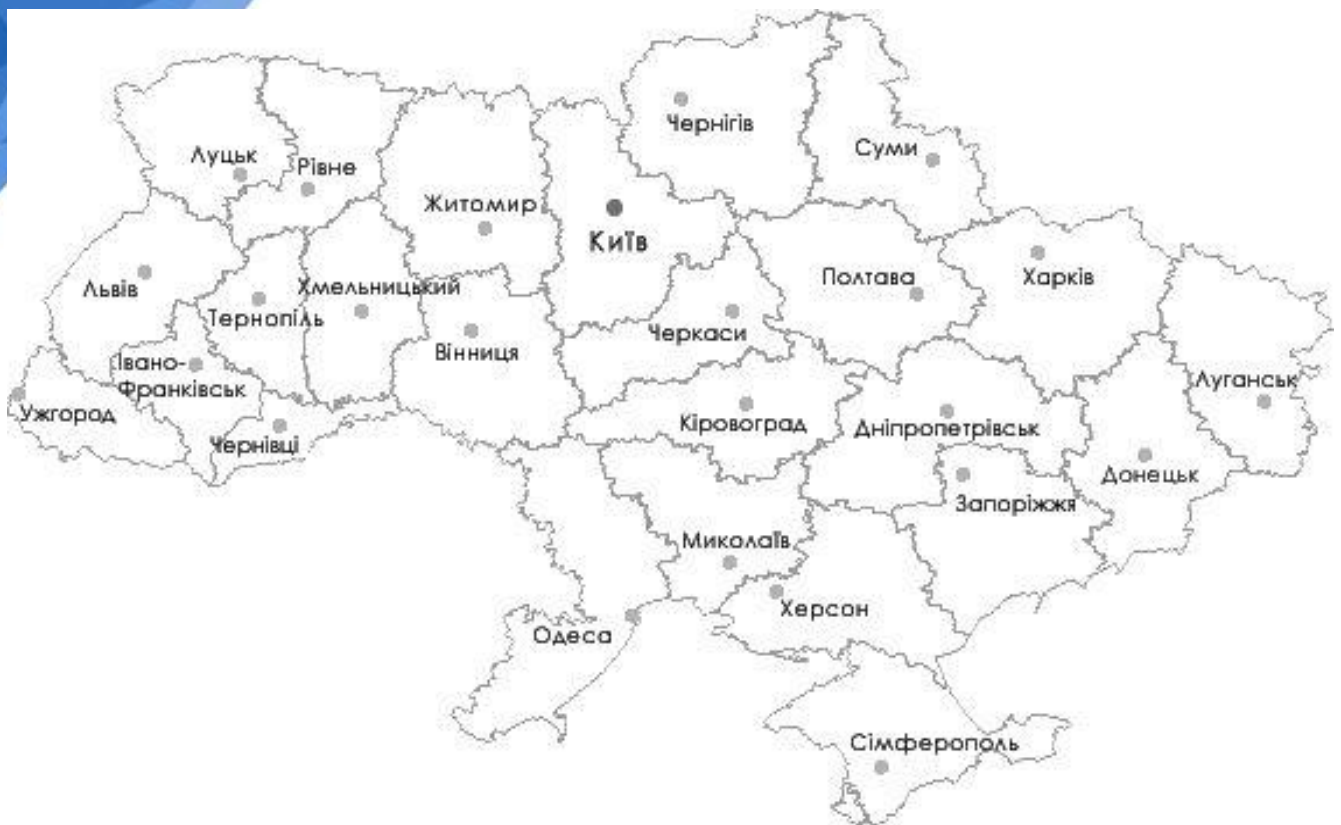 Чернігів
Суми
Луцьк
Рівне
Житомир
Київ
Львів
Тернопіль
Хмельницький
Полтава
Харків
Черкаси
Вінниця
Івано-
Франківськ
Луганськ
Ужгород
Чернівці
Кіровоград
Дніпропетрівськ
Донецьк
Запоріжжя
Миколаїв
Херсон
Одеса
Сімферополь